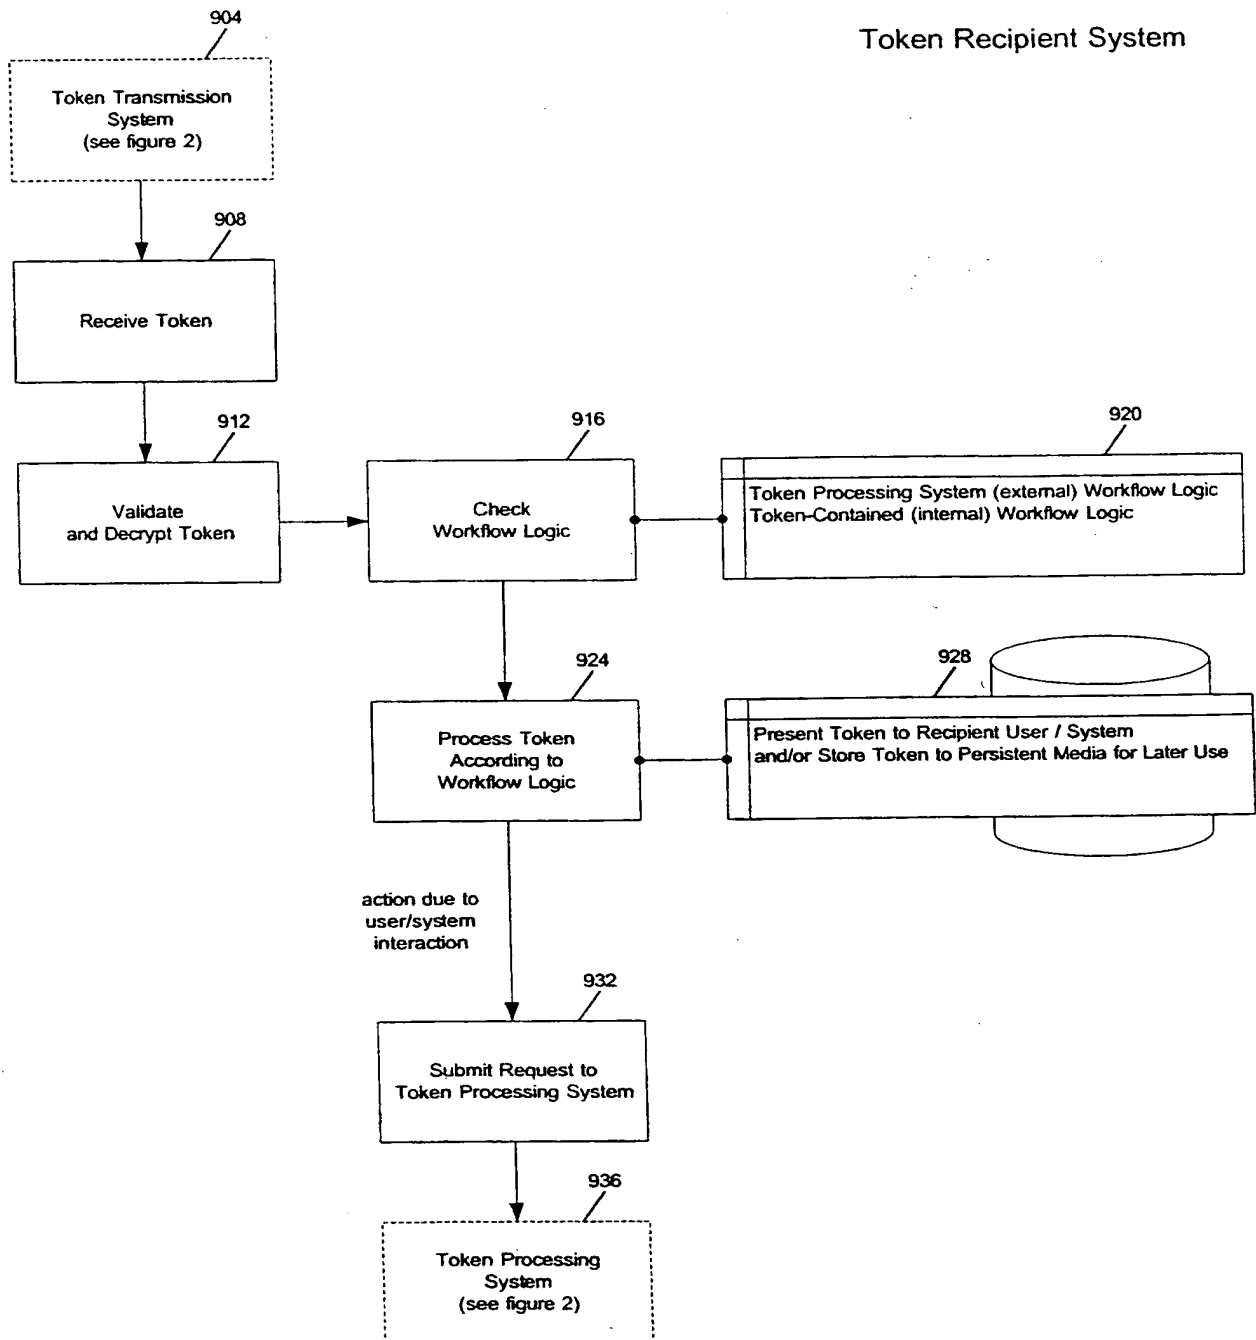 Token Recipient System
904
Token Transmission
System
(see figure 2)
908
Receive Token
912
Validate
and Decrypt Token
916
Check
Workflow Logic
920
Token Processing System (external) Workflow Logic
Token-Contained (internal) Workflow Logic
924
Process Token
According to
Workflow Logic
928
Present Token to Recipient User / System
and/or Store Token to Persistent Media for Later Use
action due to
user/system
interaction
932
Submit Request to
Token Processing System
936
Token Processing
System
(see figure 2)